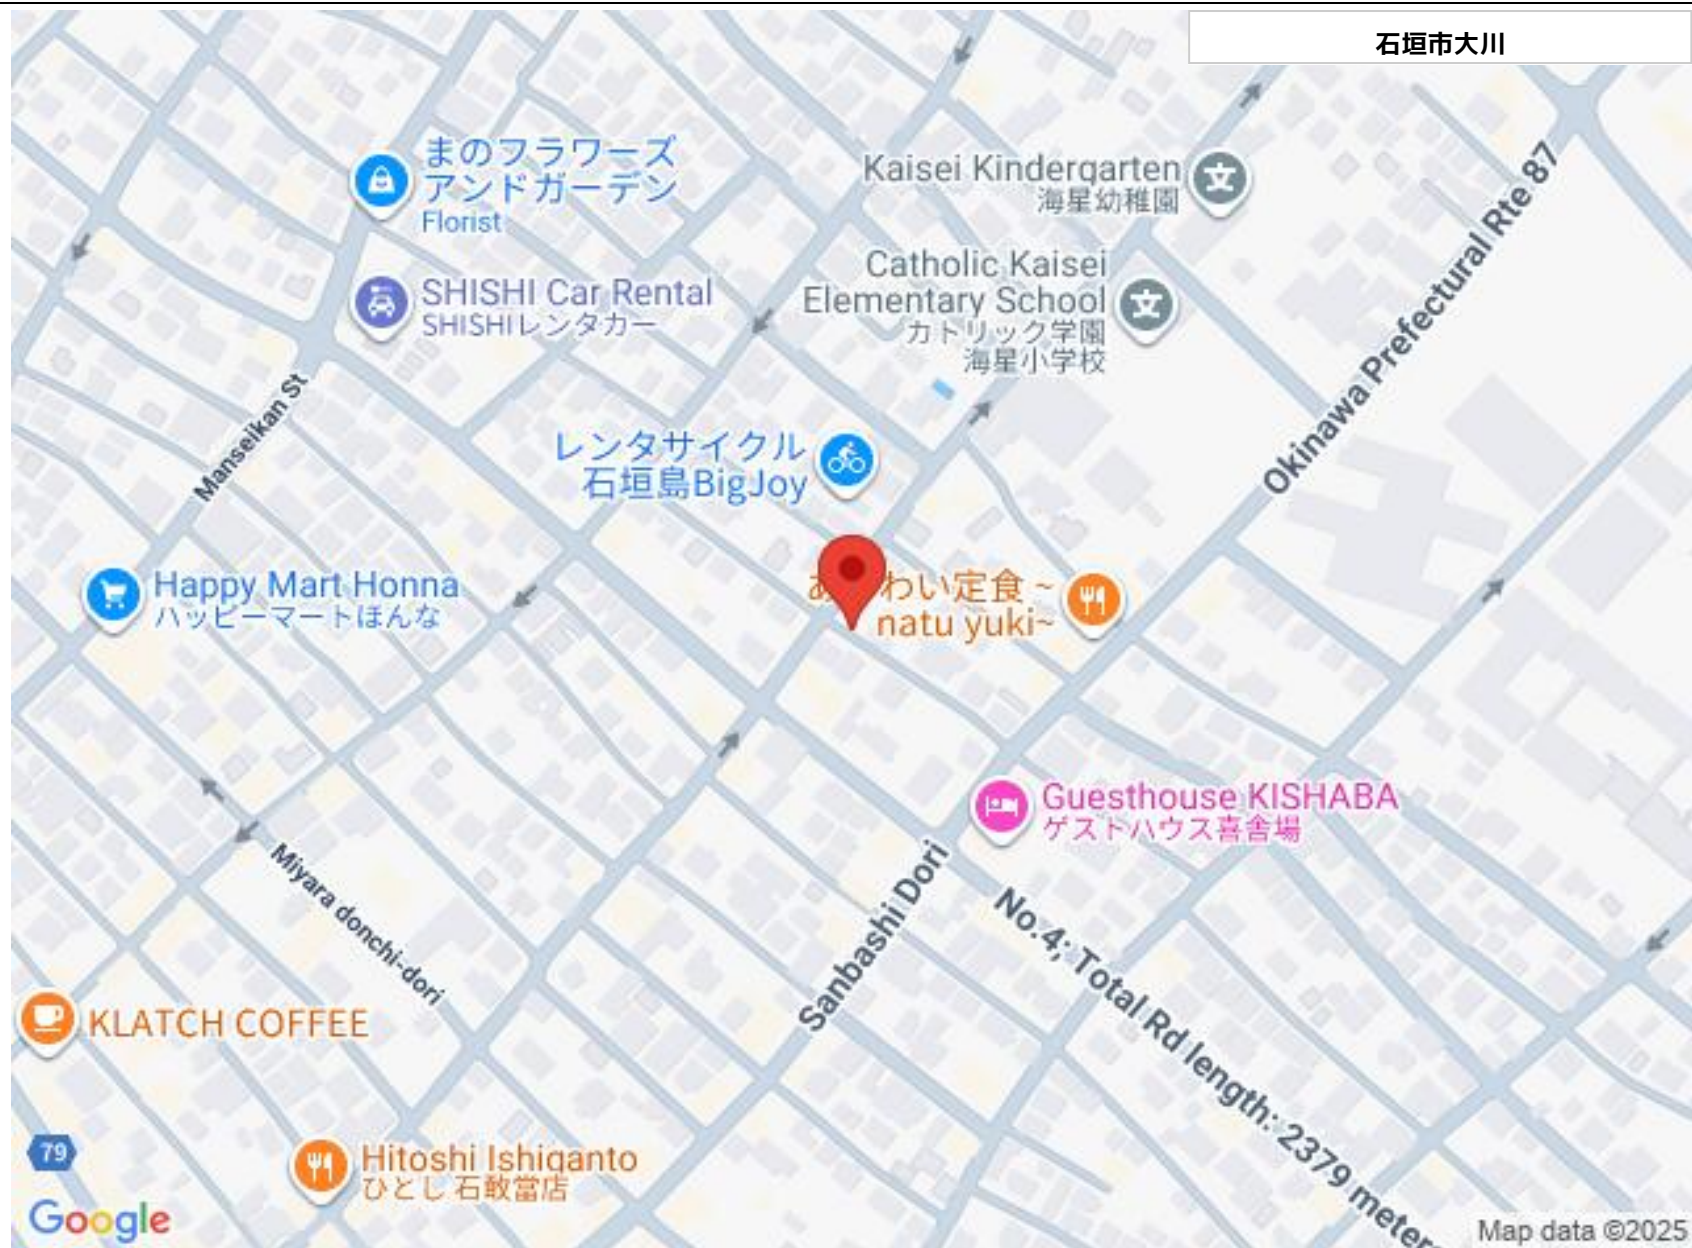 石垣市大川
まのフラワーズ
アンドガーデン
Florist
Kaisei Kindergarten
海星幼稚園
Okinawa Prefectural Rte 87
Catholic Kaisei
Elementary School
カトリック学園
海星小学校
SHISHI Car Rental
SHISHIレンタカー
Manseikan St
レンタサイクル
石垣島BigJoy
Happy Mart Honna
ハッピーマートほんな
わい定食 ~
natu yuki~
Guesthouse KISHABA
ゲストハウス喜舎場
Miyara donchi-dori
Sanbashi Dori
No.4; Total Rd length: 2379 meter
KLATCH COFFEE
79
Hitoshi Ishiganto
ひとし 石敢當店
Google
Map data ©2025